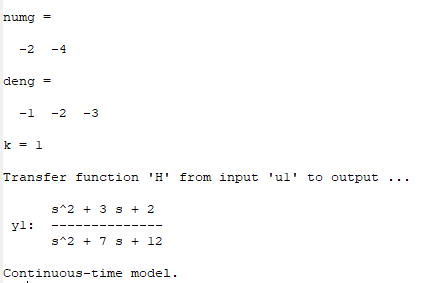 numg =
-2 -4
deng =
-1 -2 -3
k = 1
Transfer function 'H' from input 'u1' to output ...
s^2 + 3 s + 2
y1: --------------
s^2 + 7 s + 12
Continuous-time model.